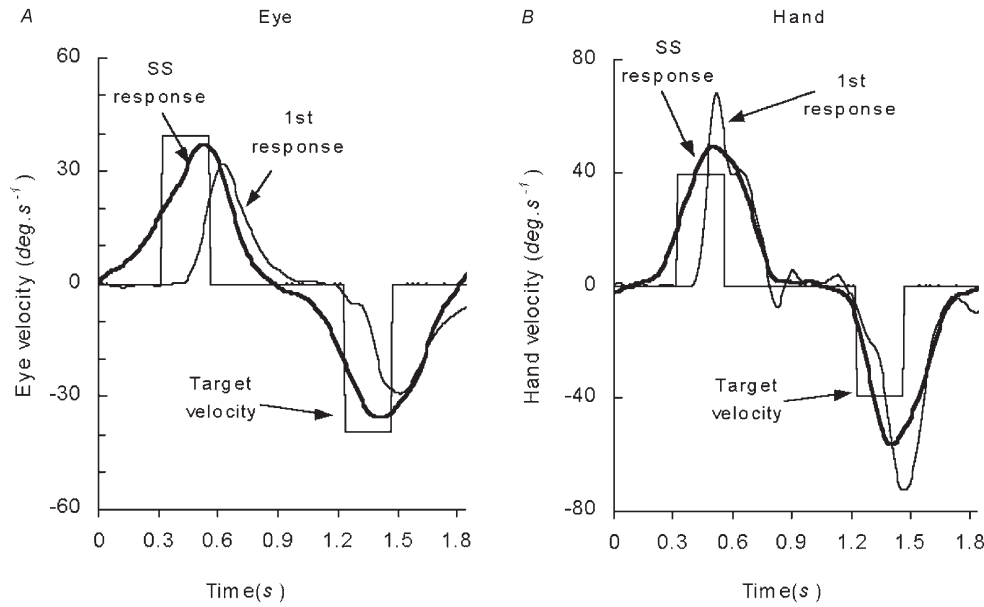 A
Eye
SS
response
1st
response
Target
velocity
Eye velocity (deg.s⁻¹)
60
30
0
-30
-60
0 0.3 0.6 0.9 1.2 1.5 1.8
Time(s)
B
Hand
SS
response
1st
response
Target
velocity
Hand velocity (deg.s⁻¹)
80
40
0
-40
-80
0 0.3 0.6 0.9 1.2 1.5 1.8
Time(s)